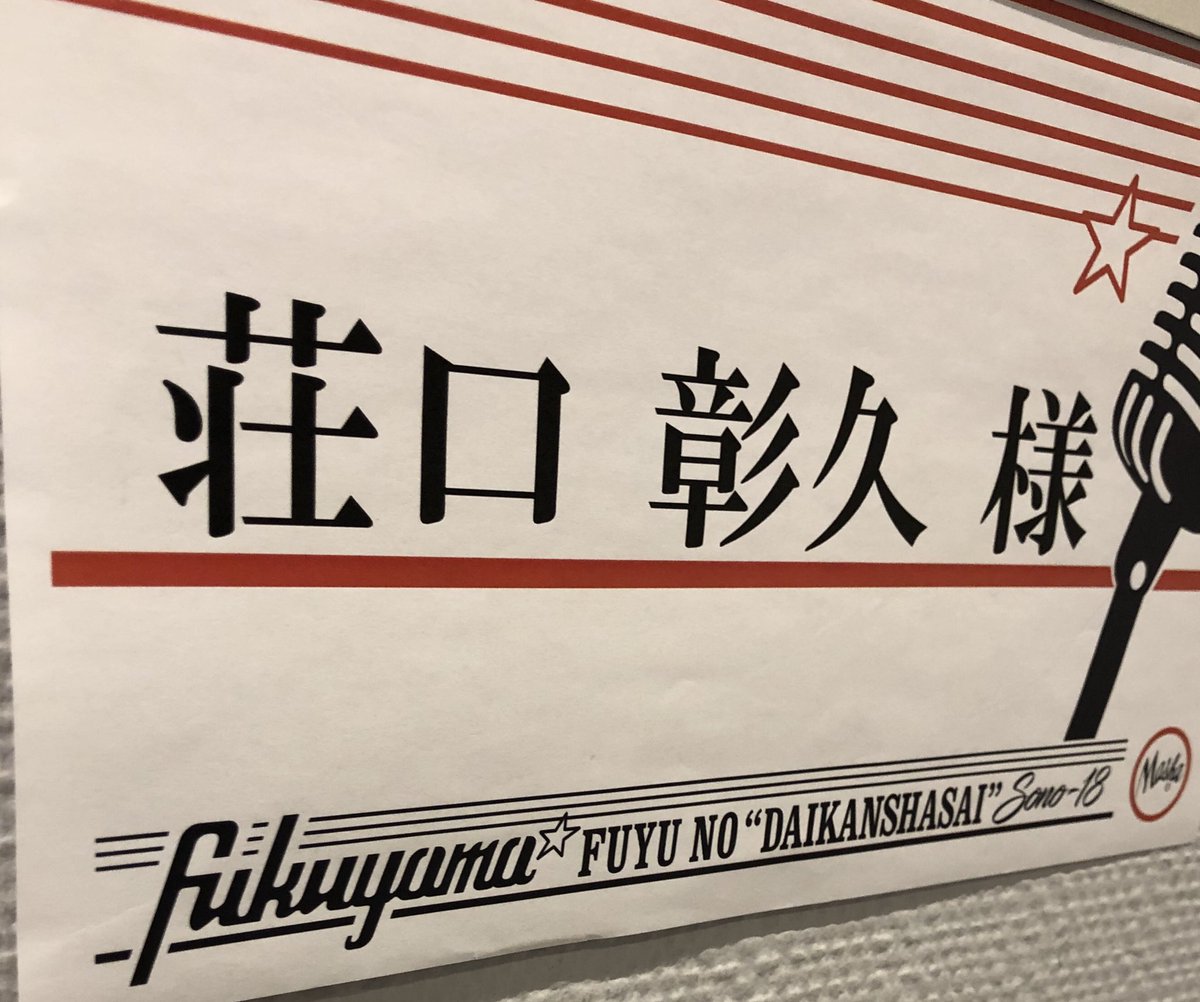 荘口 彰久 様
fukuyama☆FUYU NO “DAIKANSHASAI” Sono-18
Masha